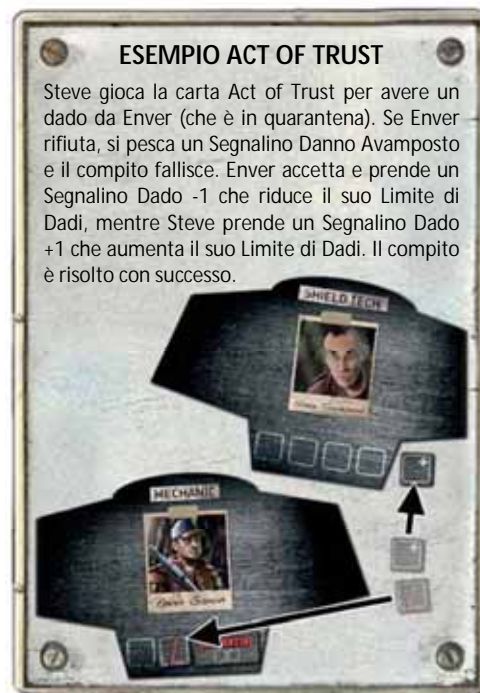 ESEMPIO ACT OF TRUST
Steve gioca la carta Act of Trust per avere un
dado da Enver (che è in quarantena). Se Enver
rifiuta, si pesca un Segnalino Danno Avamposto
e il compito fallisce. Enver accetta e prende un
Segnalino Dado -1 che riduce il suo Limite di
Dadi, mentre Steve prende un Segnalino Dado
+1 che aumenta il suo Limite di Dadi. Il compito
è risolto con successo.
SHIELD TECH
MECHANIC